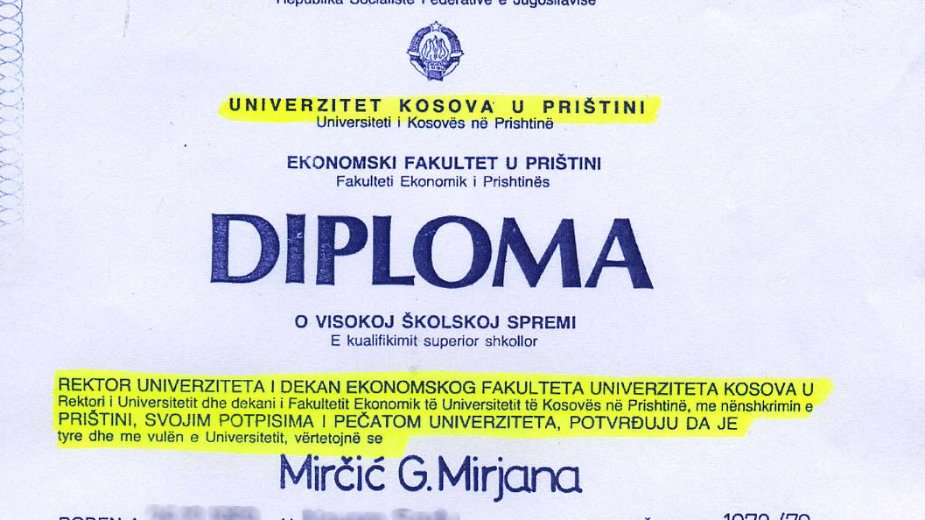 Republika Socialiste Federative e Jugosllavisë
UNIVERZITET KOSOVA U PRIŠTINI
Universiteti i Kosovës në Prishtinë
EKONOMSKI FAKULTET U PRIŠTINI
Fakulteti Ekonomik i Prishtinës
DIPLOMA
O VISOKOJ ŠKOLSKOJ SPREMI
E kualifikimit superior shkollor
REKTOR UNIVERZITETA I DEKAN EKONOMSKOG FAKULTETA UNIVERZITETA KOSOVA U
Rektori i Universitetit dhe dekani i Fakultetit Ekonomik të Universitetit të Kosovës në Prishtinë, me nënshkrimin e
PRIŠTINI, SVOJIM POTPISIMA I PEČATOM UNIVERZITETA, POTVRĐUJU DA JE
tyre dhe me vulën e Universitetit, vërtetojnë se
Mirčić G. Mirjana